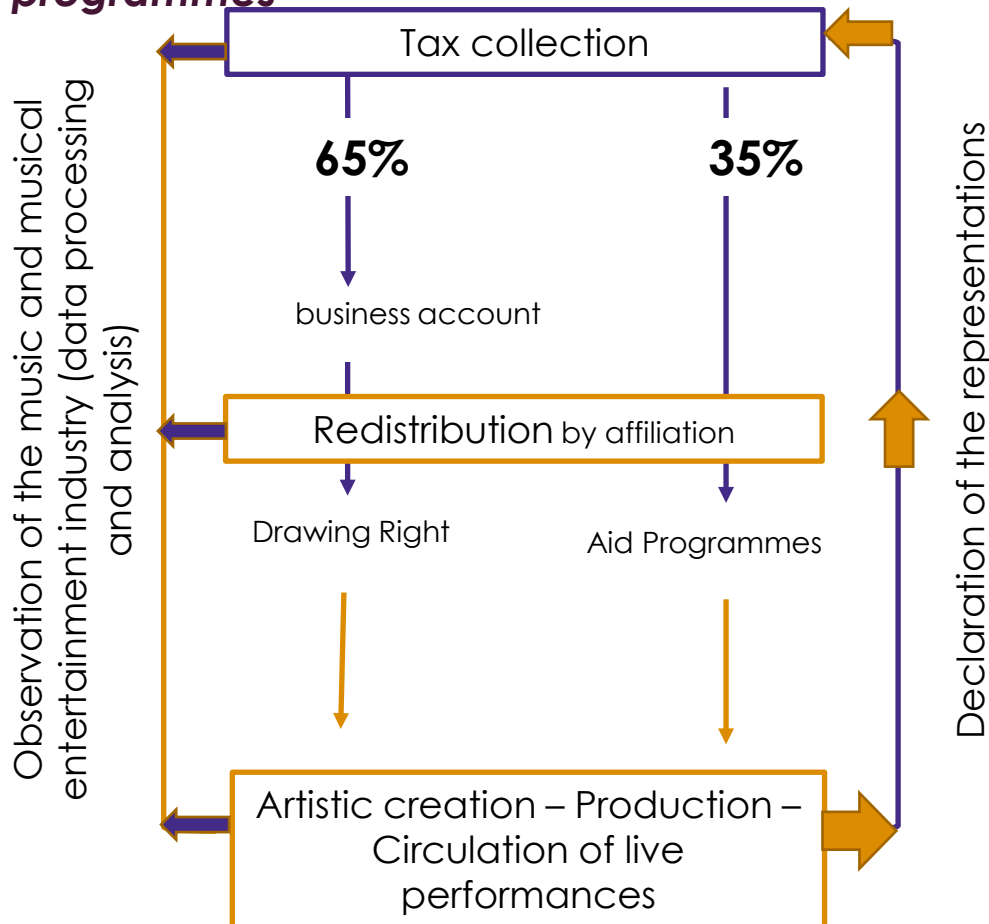 programmes
Tax collection
65%
35%
business account
Redistribution by affiliation
Drawing Right
Aid Programmes
Artistic creation – Production –
Circulation of live
performances
Observation of the music and musical
entertainment industry (data processing
and analysis)
Declaration of the representations